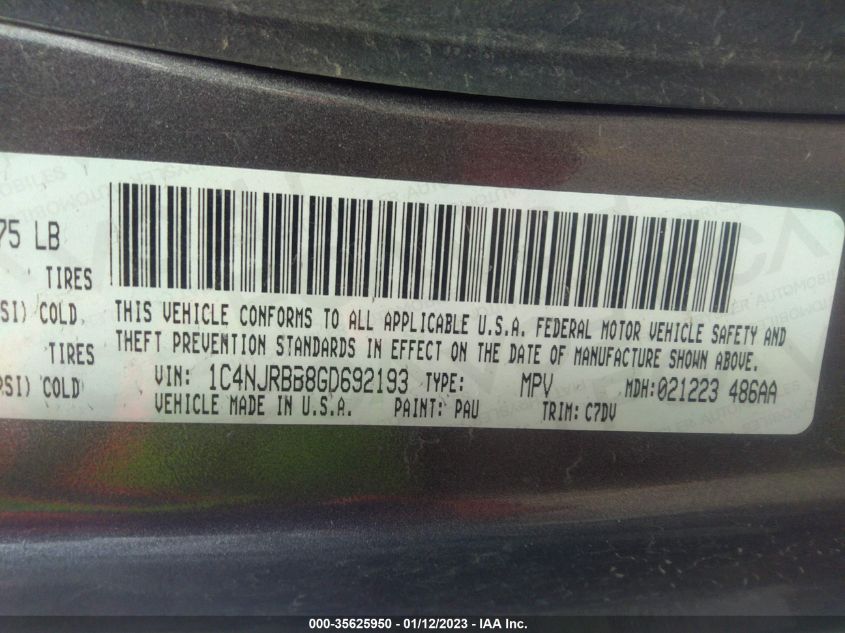 75 LB
TIRES
SI) COLD
TIRES
SI) COLD
THIS VEHICLE CONFORMS TO ALL APPLICABLE U.S.A. FEDERAL MOTOR VEHICLE SAFETY AND
THEFT PREVENTION STANDARDS IN EFFECT ON THE DATE OF MANUFACTURE SHOWN ABOVE.
VIN: 1C4NJRBB8GD692193 TYPE: MPV MDH:021223 486AA
VEHICLE MADE IN U.S.A. PAINT: PAU TRIM: C7DV
000-35625950 - 01/12/2023 - IAA Inc.